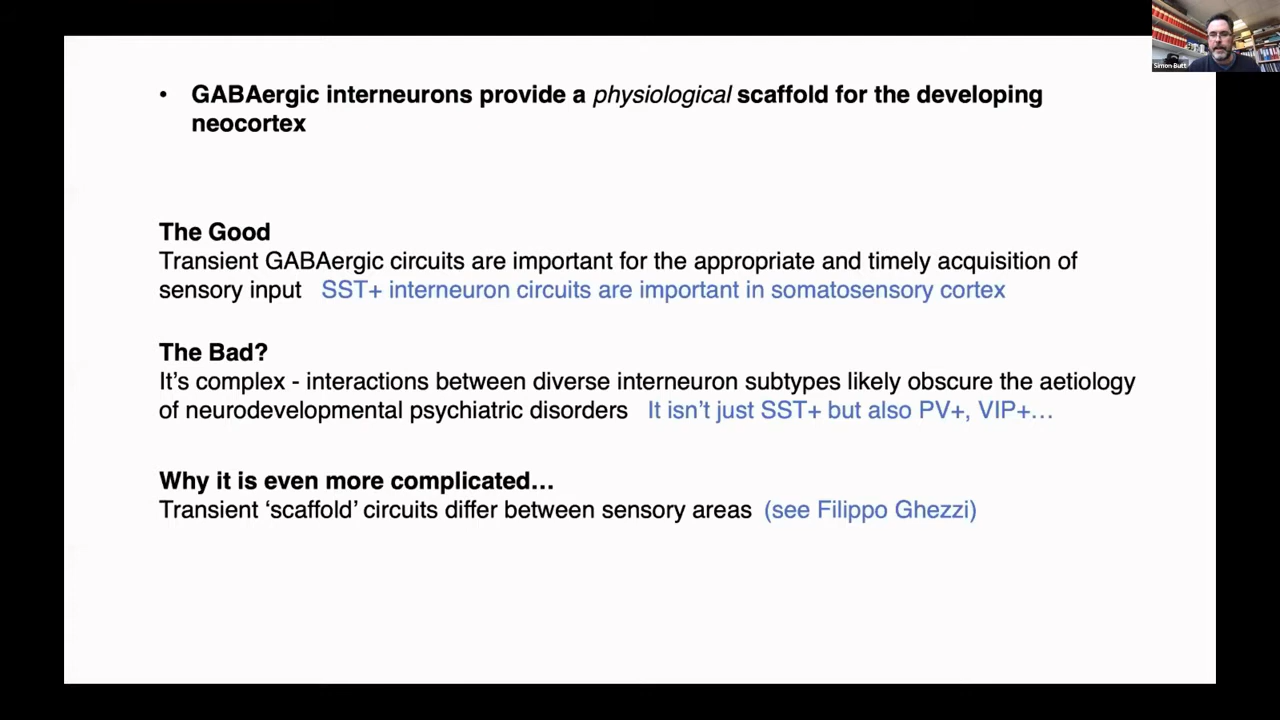 Simon Butt
• GABAergic interneurons provide a physiological scaffold for the developing
neocortex
The Good
Transient GABAergic circuits are important for the appropriate and timely acquisition of
sensory input SST+ interneuron circuits are important in somatosensory cortex
The Bad?
It's complex - interactions between diverse interneuron subtypes likely obscure the aetiology
of neurodevelopmental psychiatric disorders It isn't just SST+ but also PV+, VIP+…
Why it is even more complicated…
Transient ‘scaffold’ circuits differ between sensory areas (see Filippo Ghezzi)